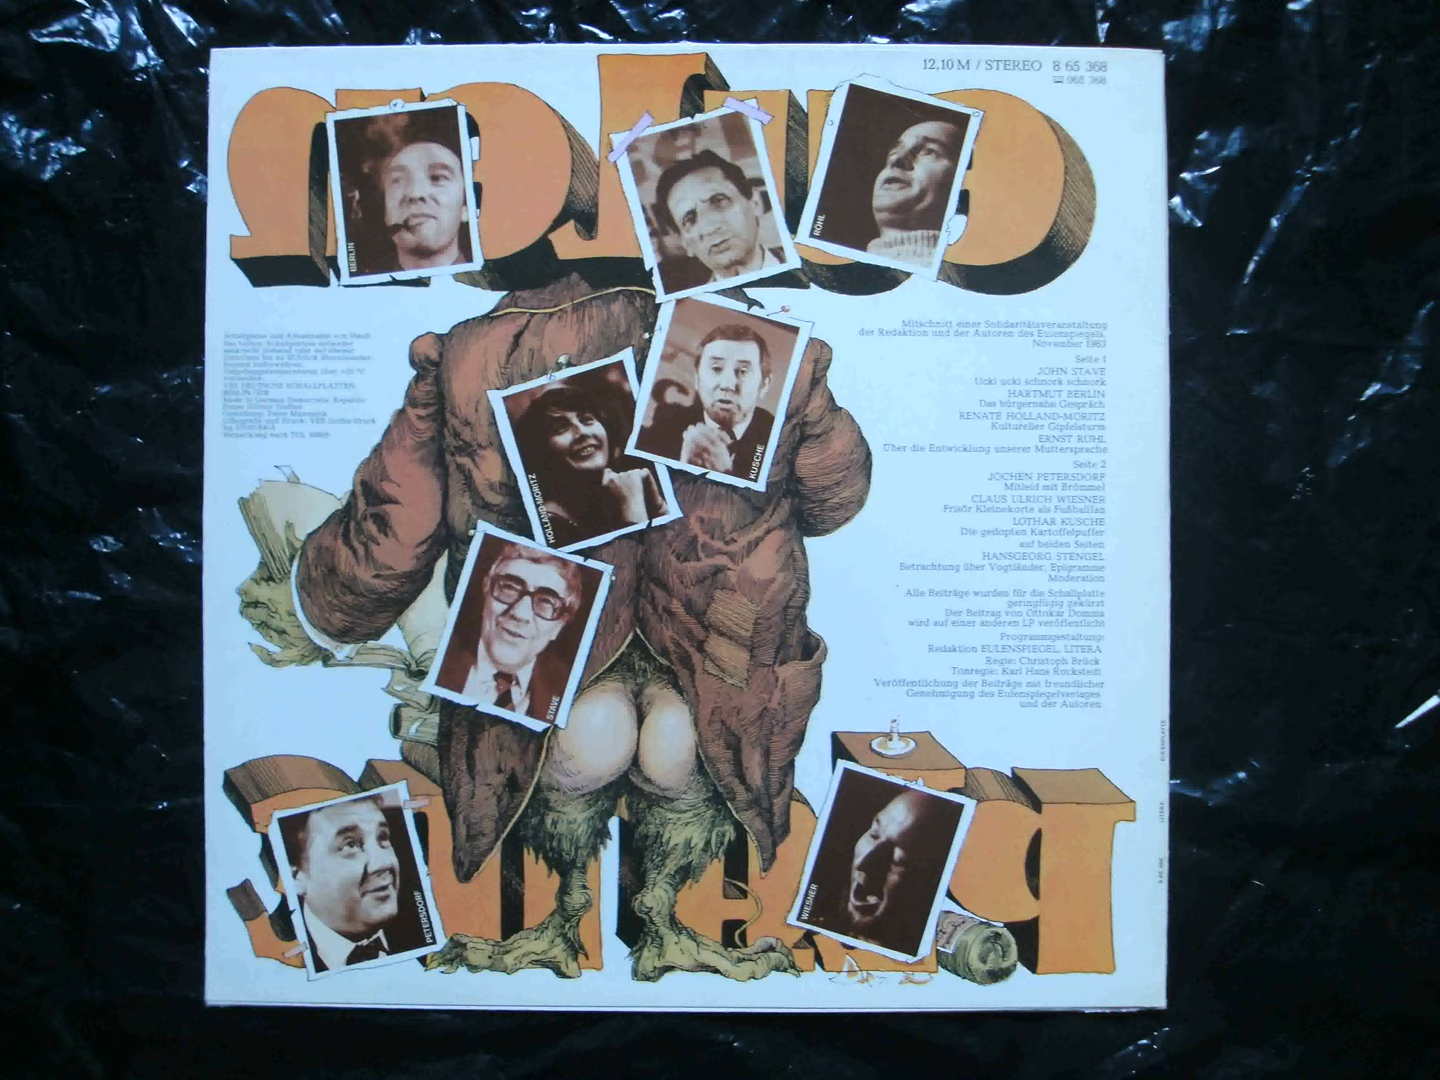 12,10 M / STEREO 8 65 368
065 368
BERLIN
RÖHL
KUSCHE
HOLLAND-MORITZ
STAVE
PETERSDORF
WIESNER
Mitschnitt einer Solidaritätsveranstaltung
der Redaktion und der Autoren des Eulenspiegels,
November 1983
Seite 1
JOHN STAVE
Ucki ucki schnork schnork
HARTMUT BERLIN
Das bürgernahe Gespräch
RENATE HOLLAND-MORITZ
Kultureller Gipfelsturm
ERNST RÖHL
Über die Entwicklung unserer Muttersprache
Seite 2
JOCHEN PETERSDORF
Mitleid mit Brömmel
CLAUS ULRICH WIESNER
Frisör Kleinekorte als Fußballfan
LOTHAR KUSCHE
Die gedopten Kartoffelpuffer
auf beiden Seiten
HANSGEORG STENGEL
Betrachtung über Vogtländer, Epigramme
Moderation
Alle Beiträge wurden für die Schallplatte
geringfügig gekürzt
Der Beitrag von Ottokar Domma
wird auf einer anderen LP veröffentlicht
Programmgestaltung:
Redaktion EULENSPIEGEL, LITERA
Regie: Christoph Brück
Tonregie: Karl Hans Rockstedt
Veröffentlichung der Beiträge mit freundlicher
Genehmigung des Eulenspiegelverlages
und der Autoren
VEB DEUTSCHE SCHALLPLATTEN
Made in German Democratic Republic
LITERA